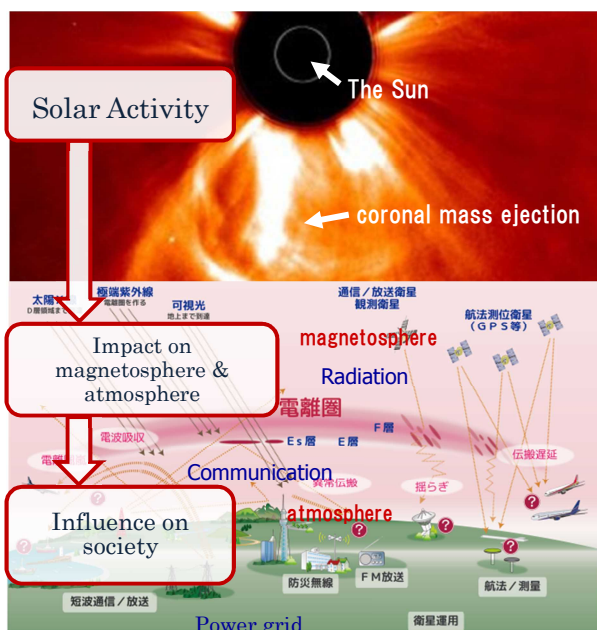 The Sun
Solar Activity
coronal mass ejection
極端紫外線
電離圏を作る
可視光
地上まで到達
通信/放送衛星
観測衛星
航法測位衛星
(GPS等)
太陽
D層領域まで
Impact on
magnetosphere &
atmosphere
magnetosphere
Radiation
電離圏
F層
Es層
E層
電波吸収
伝搬遅延
Communication
異常伝搬
揺らぎ
Influence on
society
atmosphere
防災無線
FM放送
航法/測量
短波通信/放送
Power grid
衛星運用
?
?
?
?
?
?